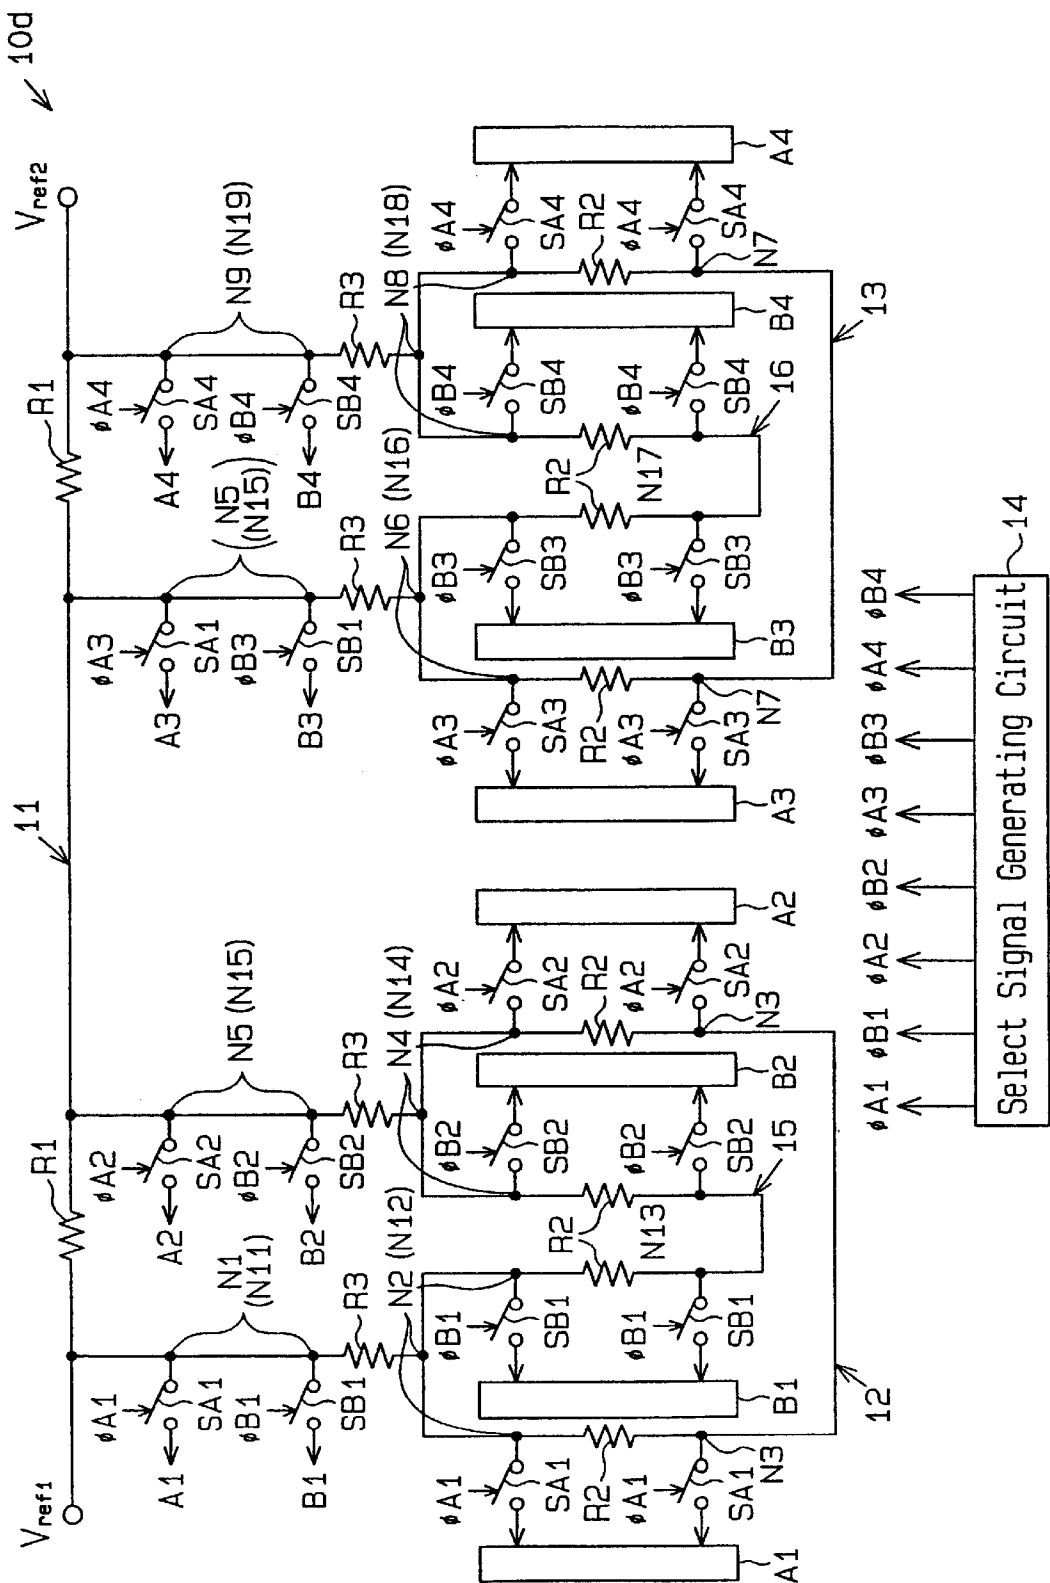 10d
Vref1
R1
11
R1
Vref2
φA1
SA1
A1
φB1
SB1
B1
N1
(N11)
φA2
SA2
A2
φB2
SB2
B2
N5 (N15)
φA3
SA1
A3
φB3
SB1
B3
N5
(N15)
φA4
SA4
A4
φB4
SB4
B4
N9 (N19)
R3
R3
R3
R3
N2 (N12)
N4 (N14)
N6 (N16)
N8 (N18)
φA1
SA1
R2
φA1
SA1
N3
A1
φB1
SB1
φB1
SB1
B1
R2
N13
φB2
SB2
φB2
SB2
B2
15
φA2
SA2
R2
φA2
SA2
N3
A2
12
φA3
SA3
R2
φA3
SA3
N7
A3
φB3
SB3
φB3
SB3
B3
R2
N17
φB4
SB4
φB4
SB4
B4
16
φA4
SA4
R2
φA4
SA4
N7
A4
13
φA1 φB1 φA2 φB2 φA3 φB3 φA4 φB4
Select Signal Generating Circuit
14